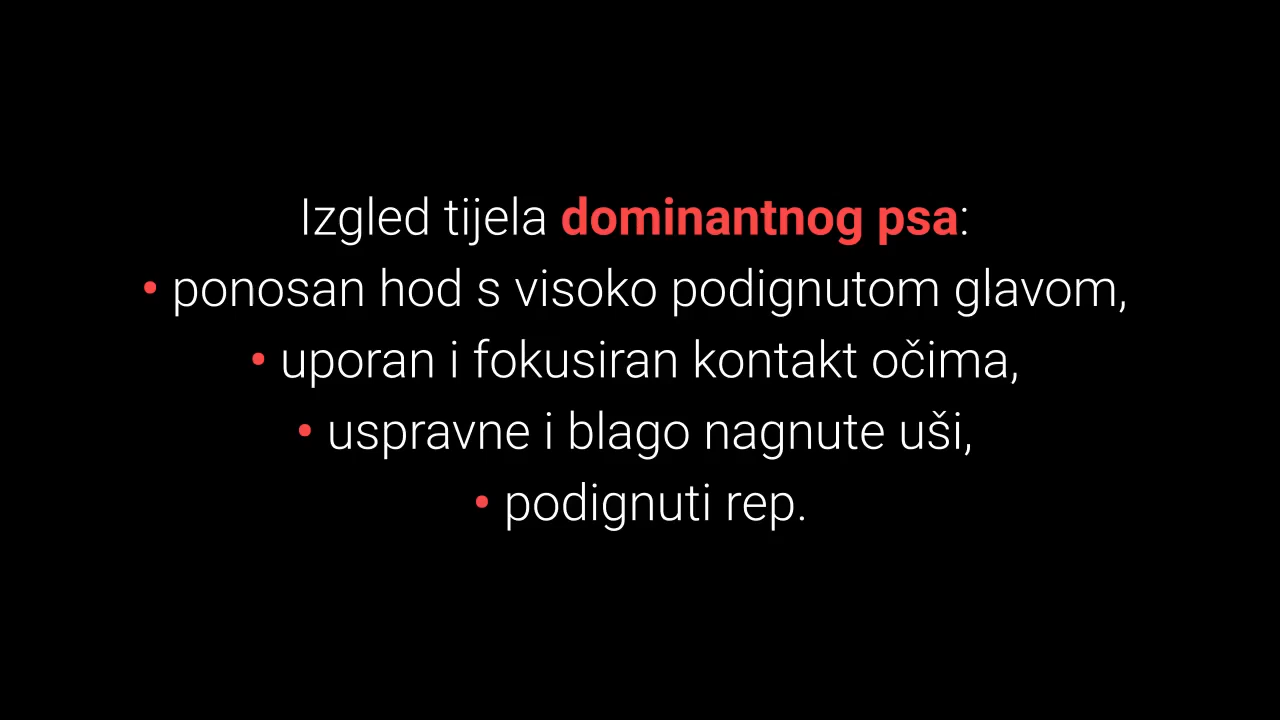 Izgled tijela dominantnog psa:
• ponosan hod s visoko podignutom glavom,
• uporan i fokusiran kontakt očima,
• uspravne i blago nagnute uši,
• podignuti rep.